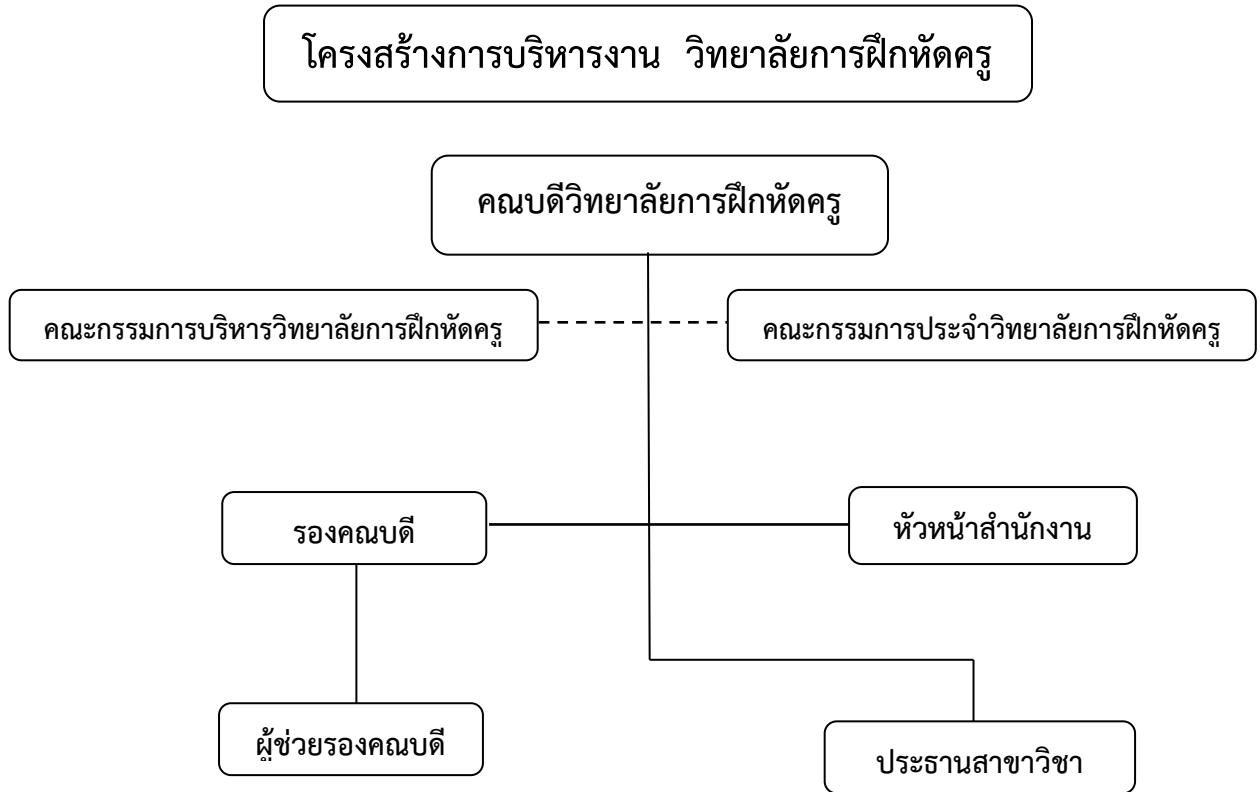 โครงสร้างการบริหารงาน วิทยาลัยการฝึกหัดครู
คณบดีวิทยาลัยการฝึกหัดครู
คณะกรรมการบริหารวิทยาลัยการฝึกหัดครู
คณะกรรมการประจำวิทยาลัยการฝึกหัดครู
รองคณบดี
หัวหน้าสำนักงาน
ผู้ช่วยรองคณบดี
ประธานสาขาวิชา